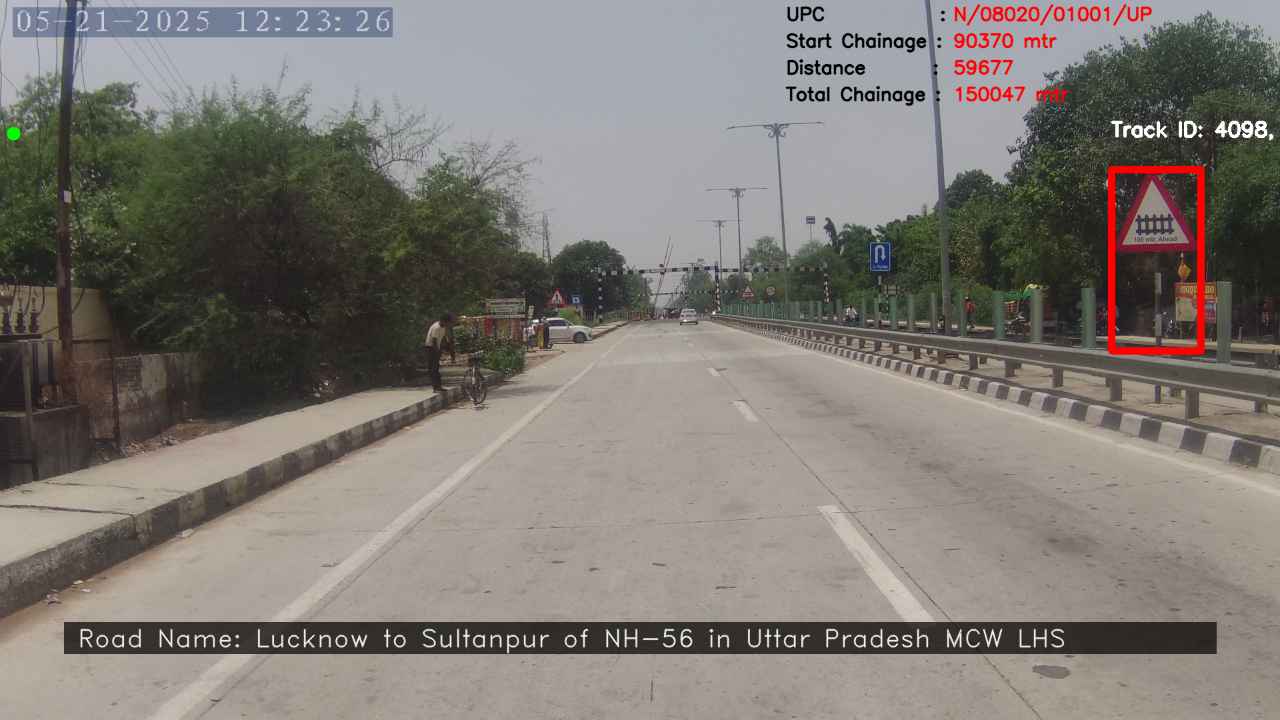 05-21-2025 12:23:26
UPC : N/08020/01001/UP
Start Chainage : 90370 mtr
Distance : 59677
Total Chainage : 150047 mtr
Track ID: 4098,
Ahead
Road Name: Lucknow to Sultanpur of NH-56 in Uttar Pradesh MCW LHS